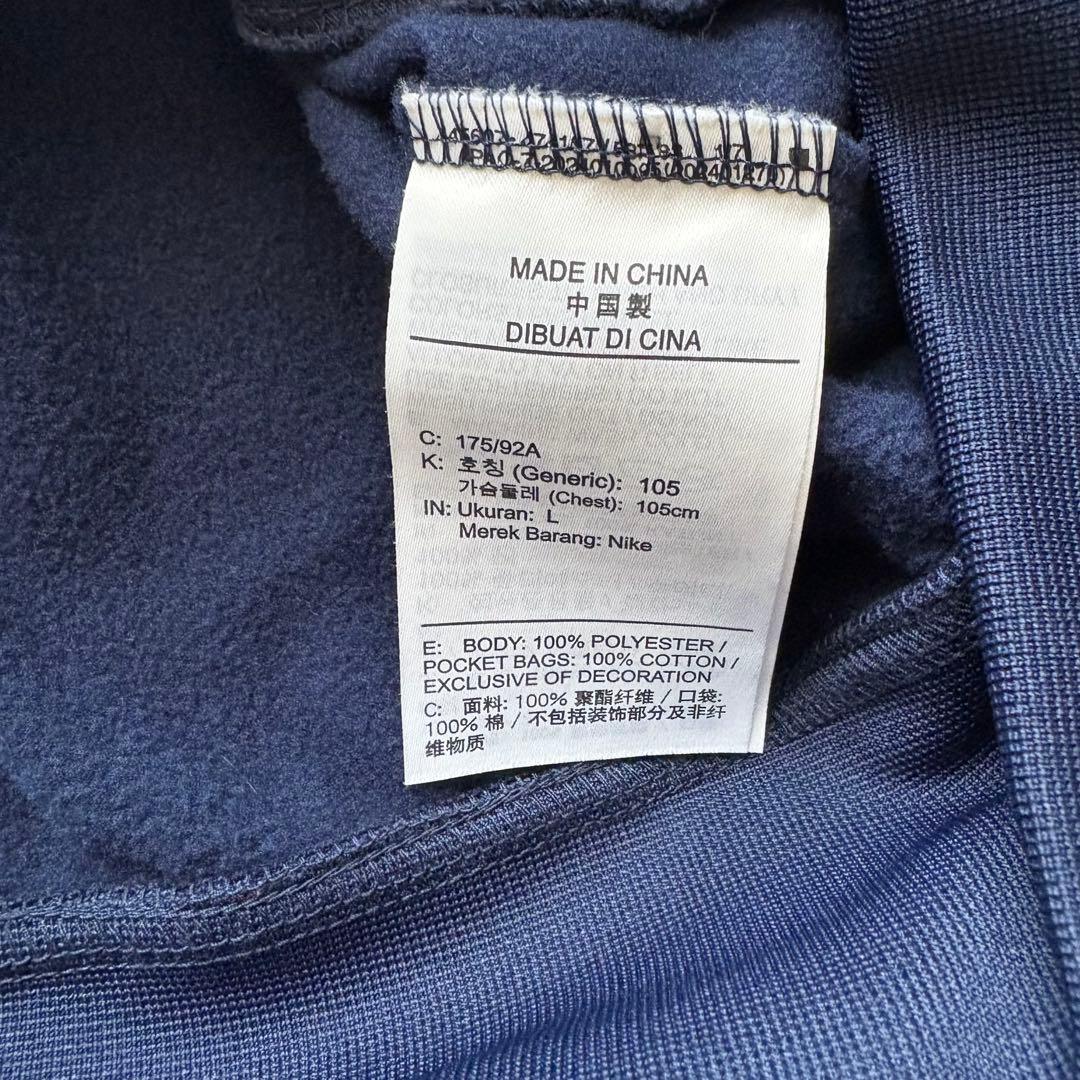 MADE IN CHINA
中国製
DIBUAT DI CINA
C: 175/92A
K: 호칭 (Generic): 105
가슴둘레 (Chest): 105cm
IN: Ukuran: L
Merek Barang: Nike
E: BODY: 100% POLYESTER /
POCKET BAGS: 100% COTTON /
EXCLUSIVE OF DECORATION
C: 面料: 100% 聚酯纤维 / 口袋:
100% 棉 / 不包括装饰部分及非纤
维物质